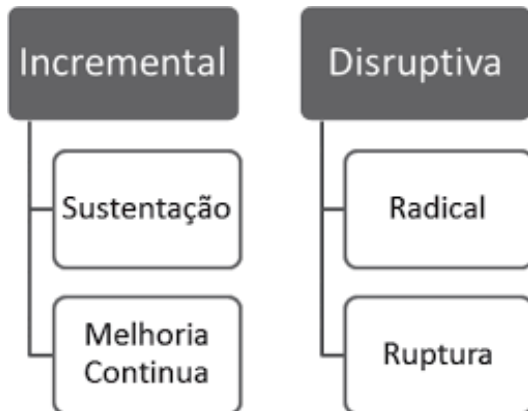 Incremental
Sustentação
Melhoria
Continua
Disruptiva
Radical
Ruptura